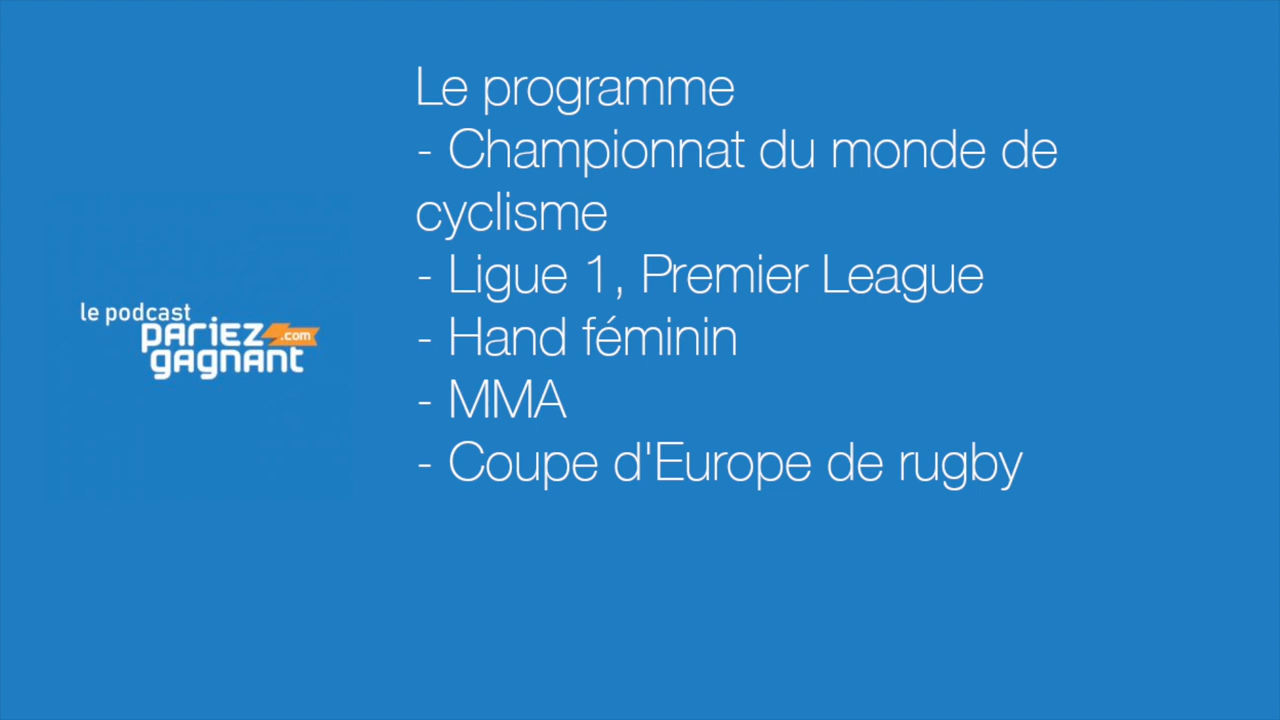 Le programme
- Championnat du monde de
cyclisme
- Ligue 1, Premier League
- Hand féminin
- MMA
- Coupe d'Europe de rugby
le podcast
pariez
.com
gagnant